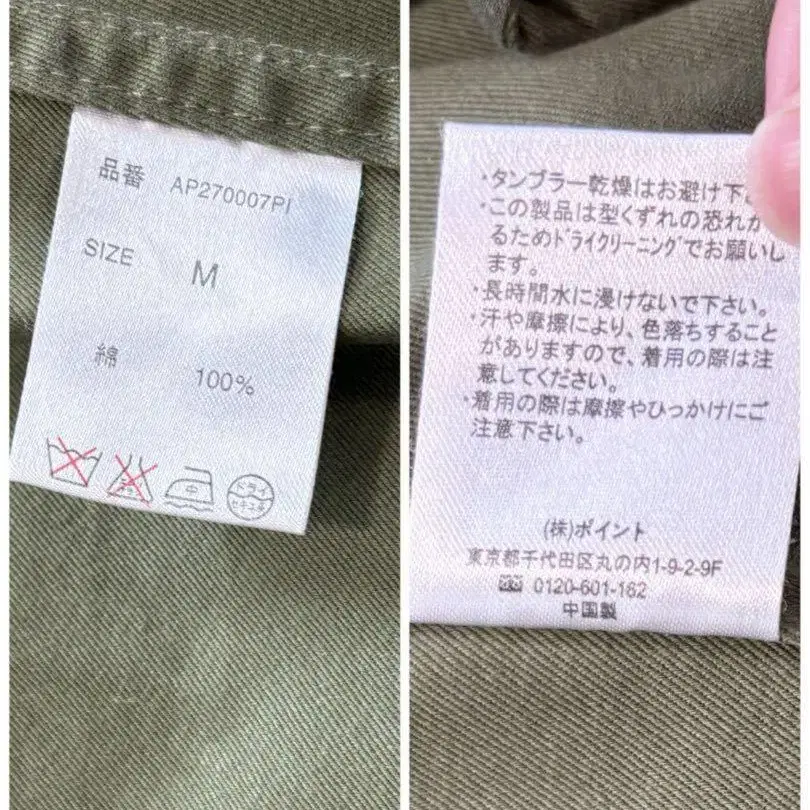 品番 AP270007PI
SIZE M
綿 100%
ドライ
セキユ系
・タンブラー乾燥はお避け下さ
・この製品は型くずれの恐れが
るためドライクリーニングでお願いし
ます。
・長時間水に浸けないで下さい。
・汗や摩擦により、色落ちすること
がありますので、着用の際は注
意してください。
・着用の際は摩擦やひっかけにご
注意下さい。
(株)ポイント
東京都千代田区丸の内1-9-2-9F
0120-601-162
中国製